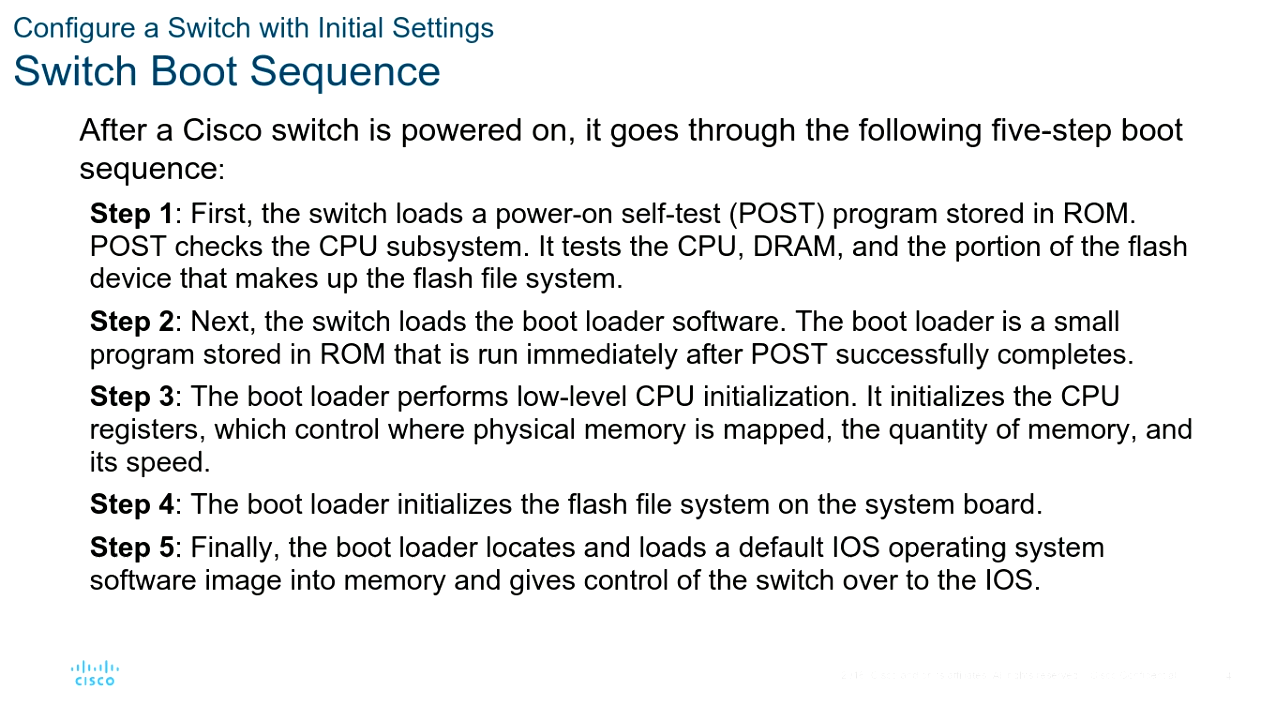 Configure a Switch with Initial Settings
Switch Boot Sequence
After a Cisco switch is powered on, it goes through the following five-step boot
sequence:
Step 1: First, the switch loads a power-on self-test (POST) program stored in ROM.
POST checks the CPU subsystem. It tests the CPU, DRAM, and the portion of the flash
device that makes up the flash file system.
Step 2: Next, the switch loads the boot loader software. The boot loader is a small
program stored in ROM that is run immediately after POST successfully completes.
Step 3: The boot loader performs low-level CPU initialization. It initializes the CPU
registers, which control where physical memory is mapped, the quantity of memory, and
its speed.
Step 4: The boot loader initializes the flash file system on the system board.
Step 5: Finally, the boot loader locates and loads a default IOS operating system
software image into memory and gives control of the switch over to the IOS.
CISCO